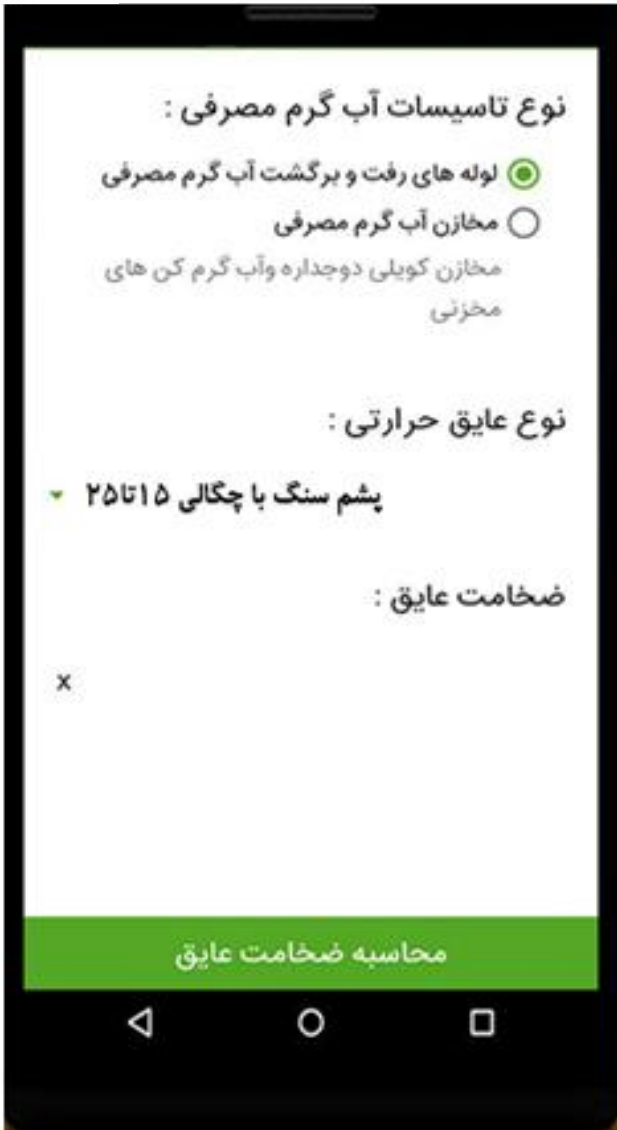 نوع تاسیسات آب گرم مصرفی :
لوله های رفت و برگشت آب گرم مصرفی
مخازن آب گرم مصرفی
مخازن کویلی دوجداره وآب گرم کن های
مخزنی
نوع عایق حرارتی :
پشم سنگ با چگالی ۱۵تا۲۵
ضخامت عایق :
x
محاسبه ضخامت عایق